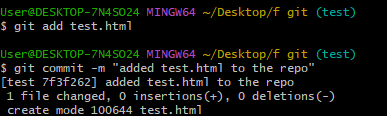 User@DESKTOP-7N4SO24 MINGW64 ~/Desktop/f git (test)
$ git add test.html
User@DESKTOP-7N4SO24 MINGW64 ~/Desktop/f git (test)
$ git commit -m "added test.html to the repo"
[test 7f3f262] added test.html to the repo
 1 file changed, 0 insertions(+), 0 deletions(-)
 create mode 100644 test.html